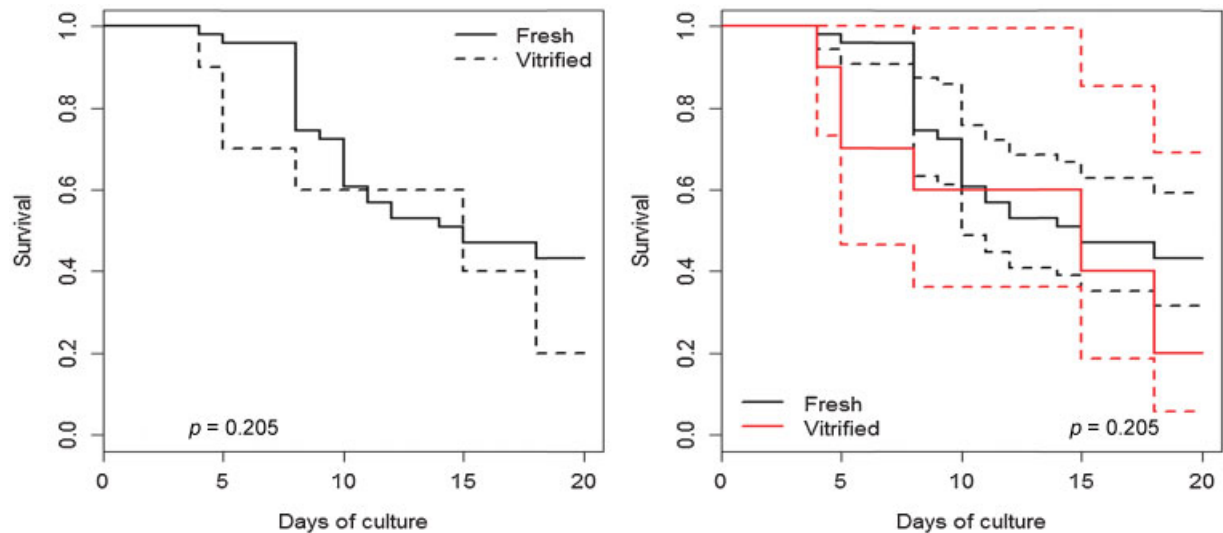 1.0
0.8
0.6
0.4
0.2
0.0
Survival
Fresh
Vitrified
p = 0.205
0 5 10 15 20
Days of culture
1.0
0.8
0.6
0.4
0.2
0.0
Survival
Fresh
Vitrified
p = 0.205
0 5 10 15 20
Days of culture